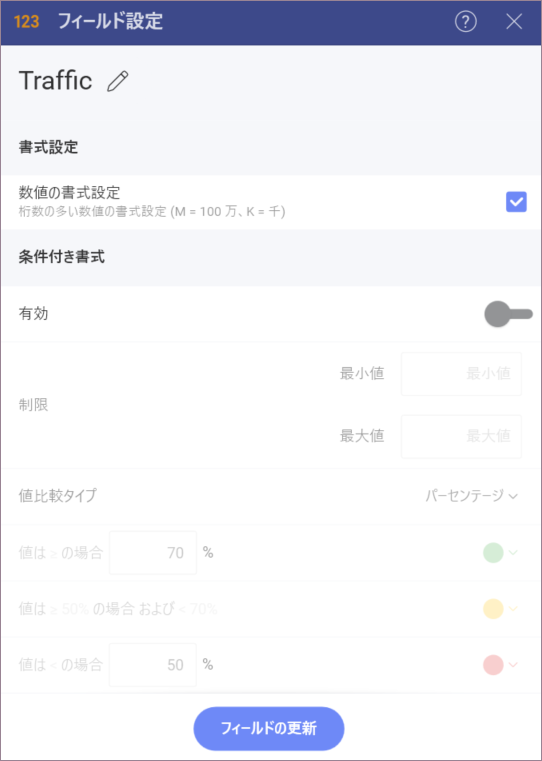 123 フィールド設定
Traffic
書式設定
数値の書式設定
桁数の多い数値の書式設定 (M = 100 万、K = 千)
条件付き書式
有効
最小値 最小値
制限
最大値 最大値
値比較タイプ パーセンテージ
値は ≥ の場合 70 %
値は ≥ 50% の場合 および < 70%
値は < の場合 50 %
フィールドの更新